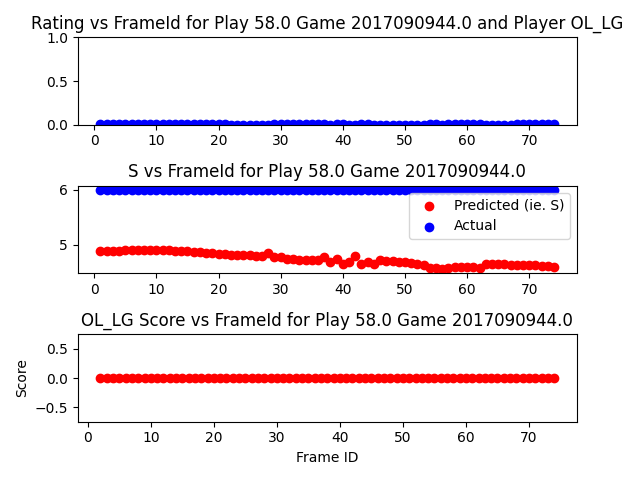 Rating vs FrameId for Play 58.0 Game 2017090944.0 and Player OL_LG
1.0
0.5
0.0
0 10 20 30 40 50 60 70
S vs FrameId for Play 58.0 Game 2017090944.0
6
5
Predicted (ie. S)
Actual
0 10 20 30 40 50 60 70
OL_LG Score vs FrameId for Play 58.0 Game 2017090944.0
Score
0.5
0.0
−0.5
0 10 20 30 40 50 60 70
Frame ID